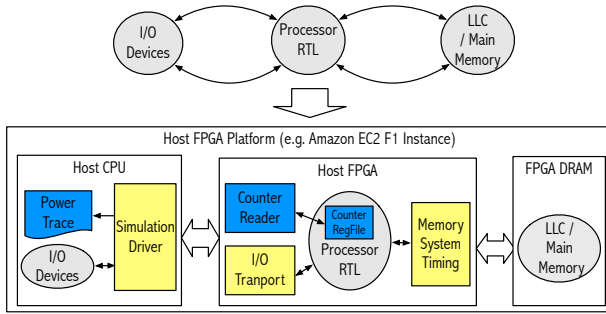 I/O
Devices
Processor
RTL
LLC
/ Main
Memory
Host FPGA Platform (e.g. Amazon EC2 F1 Instance)
Host CPU
Power
Trace
I/O
Devices
Simulation
Driver
Host FPGA
Counter
Reader
I/O
Tranport
Counter
RegFile
Processor
RTL
Memory
System
Timing
FPGA DRAM
LLC /
Main
Memory